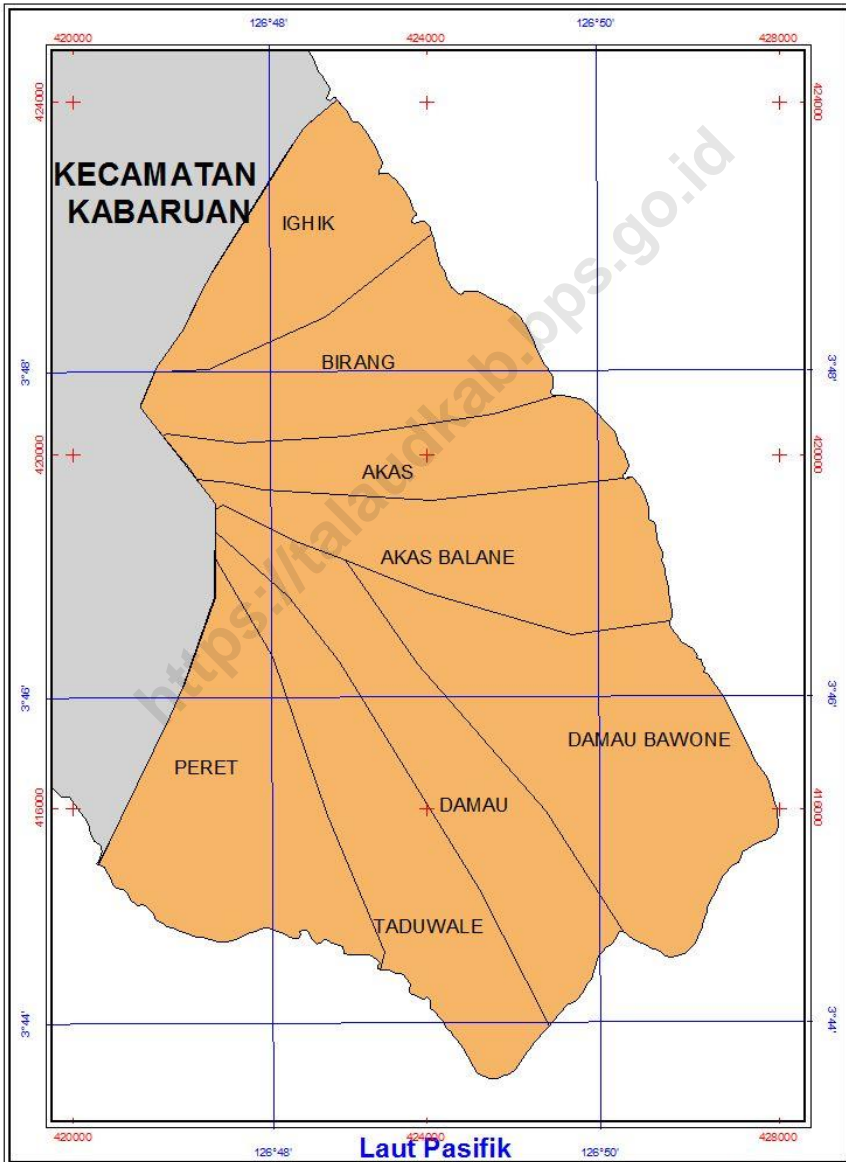 126°48'
126°50'
420000
424000
428000
424000
424000
KECAMATAN
KABARUAN
IGHIK
BIRANG
3°48'
3°48'
AKAS
420000
420000
AKAS BALANE
https://talaudkab.bps.go.id
3°46'
3°46'
DAMAU BAWONE
PERET
DAMAU
416000
416000
TADUWALE
3°44'
3°44'
420000
424000
428000
126°48'
Laut Pasifik
126°50'